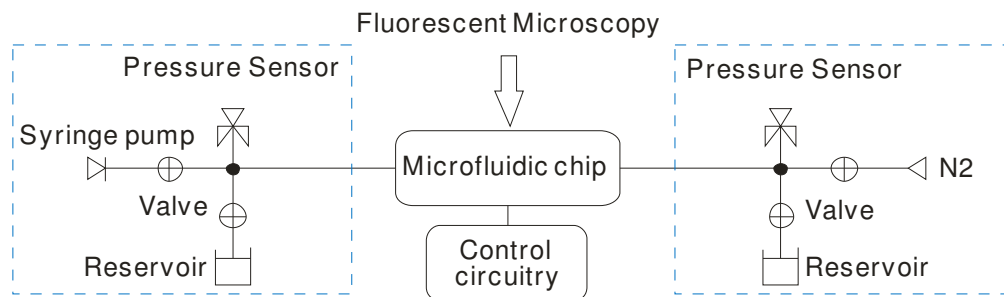 Fluorescent Microscopy
Pressure Sensor
Pressure Sensor
Syringe pump
Microfluidic chip
N2
Valve
Valve
Control
circuitry
Reservoir
Reservoir